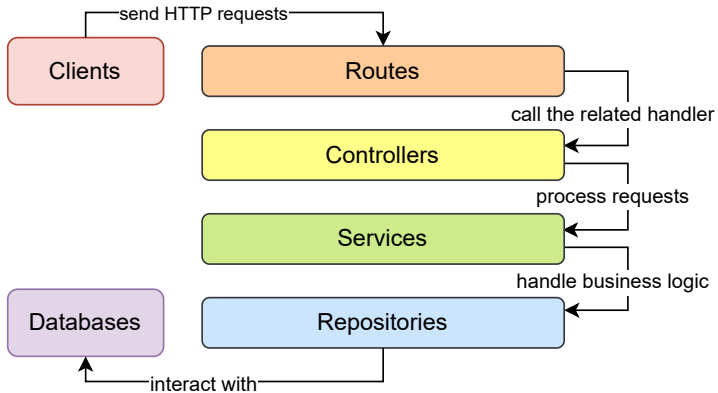 send HTTP requests
Clients
Routes
call the related handler
Controllers
process requests
Services
handle business logic
Databases
Repositories
interact with